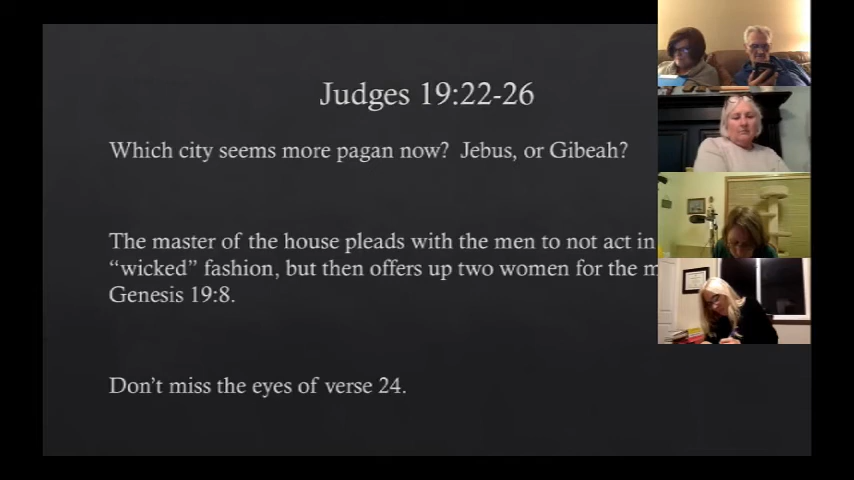 Judges 19:22-26
Which city seems more pagan now? Jebus, or Gibeah?
The master of the house pleads with the men to not act in
“wicked” fashion, but then offers up two women for the
Genesis 19:8.
Don’t miss the eyes of verse 24.